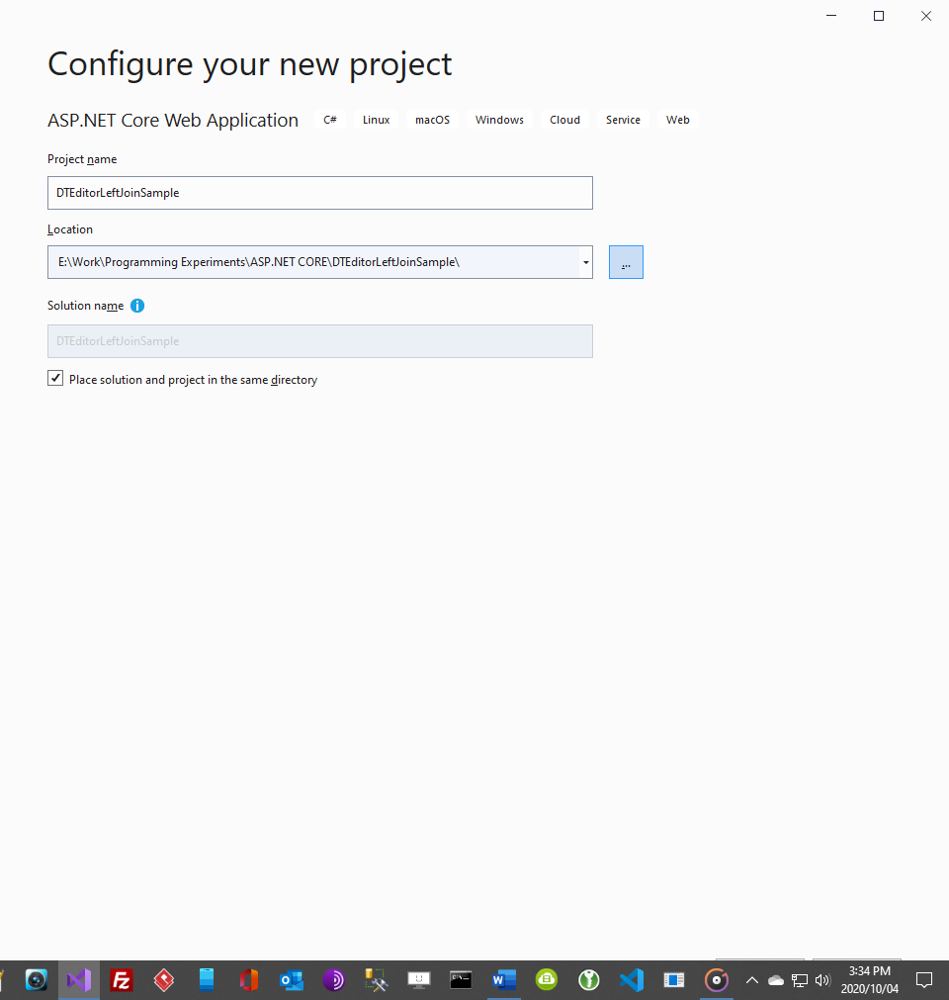 Configure your new project
ASP.NET Core Web Application C# Linux macOS Windows Cloud Service Web
Project name
DTEditorLeftJoinSample
Location
E:\Work\Programming Experiments\ASP.NET CORE\DTEditorLeftJoinSample\
...
Solution name
DTEditorLeftJoinSample
Place solution and project in the same directory
3:34 PM
2020/10/04